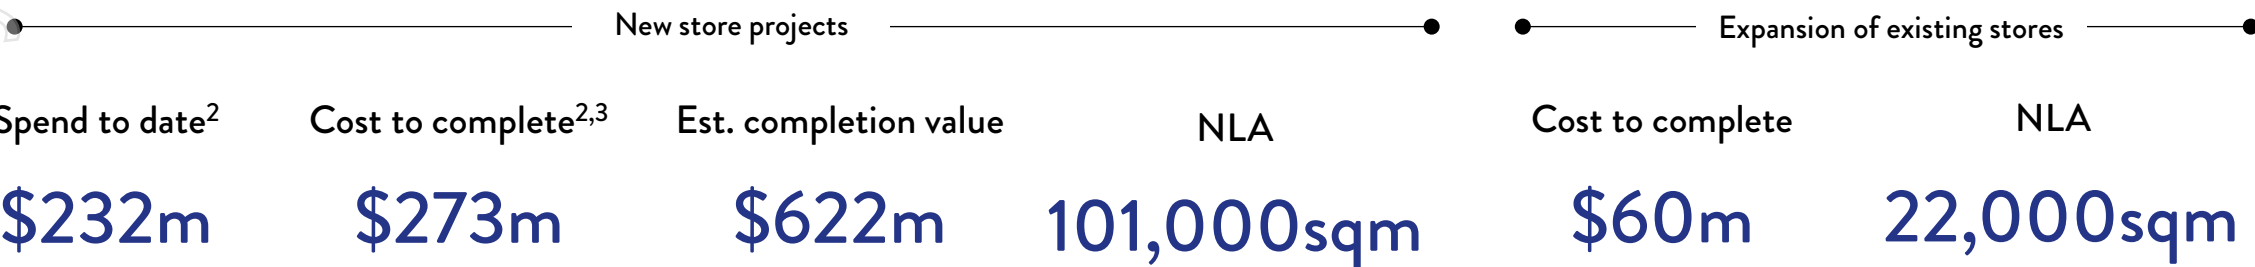 New store projects
Expansion of existing stores
Spend to date2
Cost to complete2,3
Est. completion value
NLA
Cost to complete
NLA
$232m
$273m
$622m
101,000sqm
$60m
22,000sqm